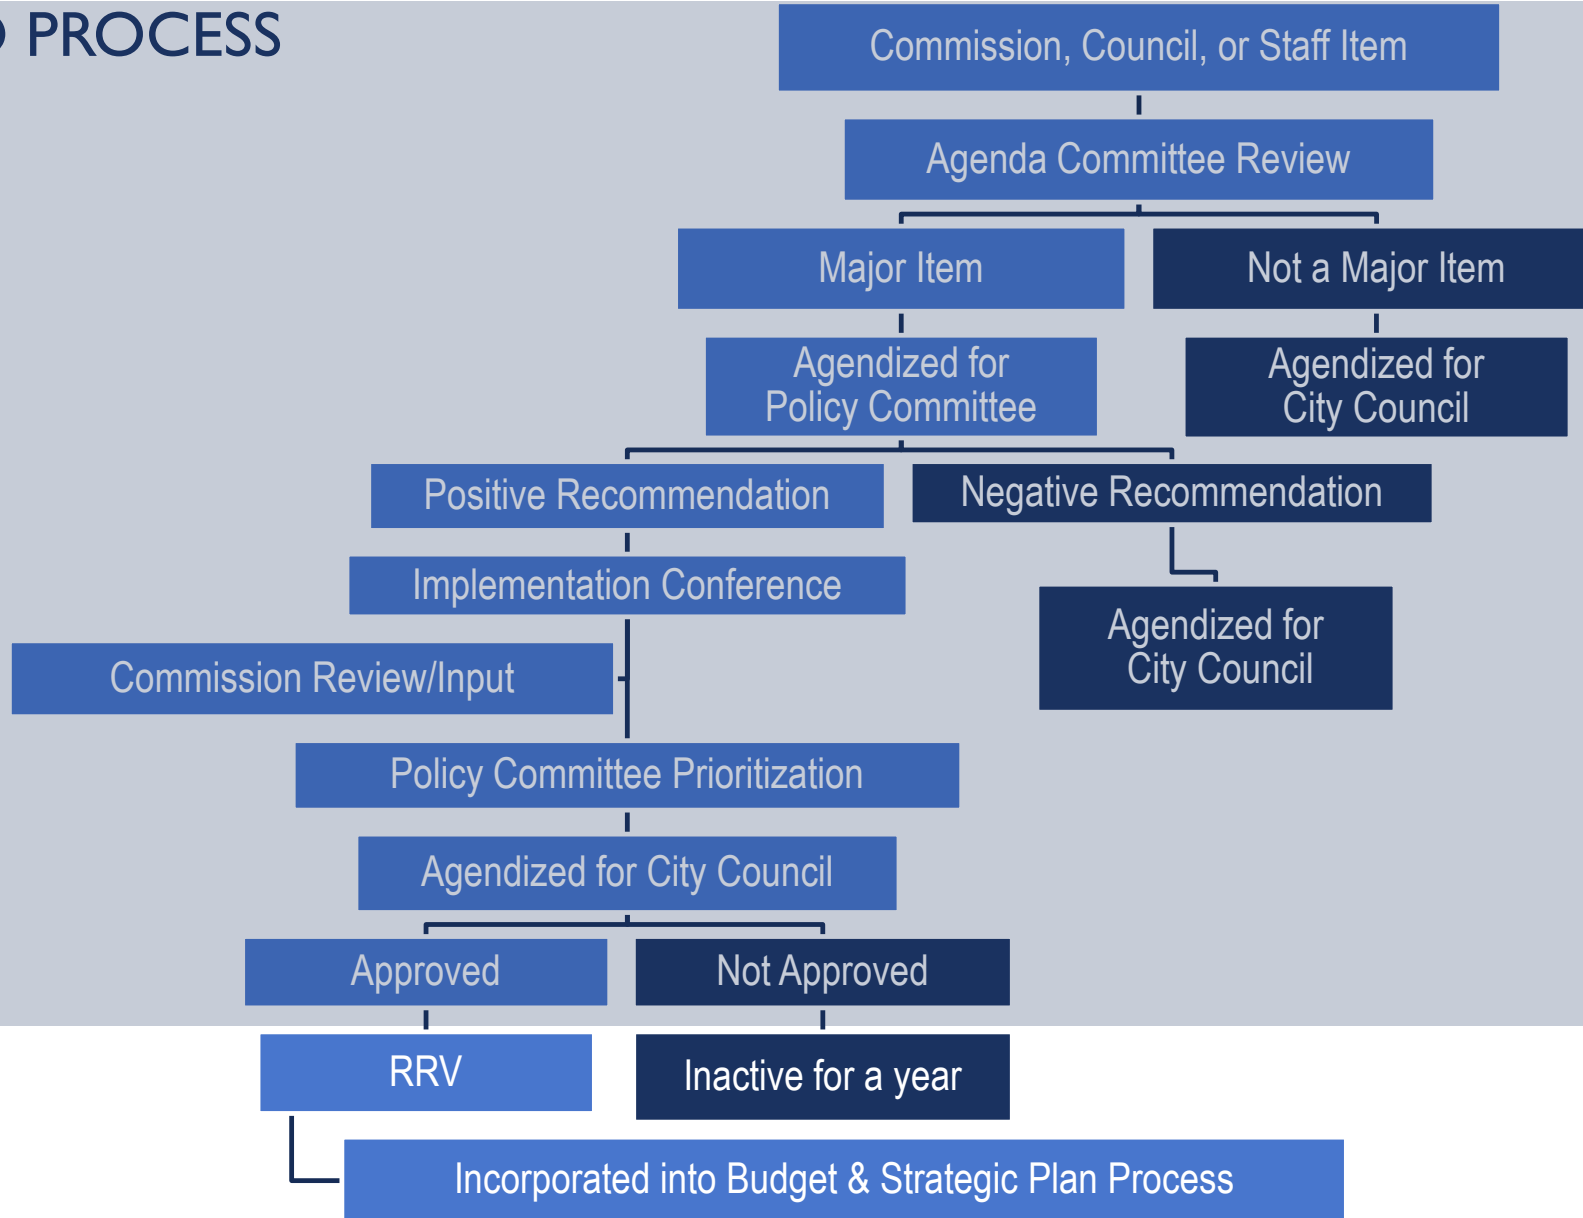 PROCESS
Commission, Council, or Staff Item
Agenda Committee Review
Major Item
Not a Major Item
Agendized for
Policy Committee
Agendized for
City Council
Positive Recommendation
Negative Recommendation
Implementation Conference
Agendized for
City Council
Commission Review/Input
Policy Committee Prioritization
Agendized for City Council
Approved
Not Approved
RRV
Inactive for a year
Incorporated into Budget & Strategic Plan Process